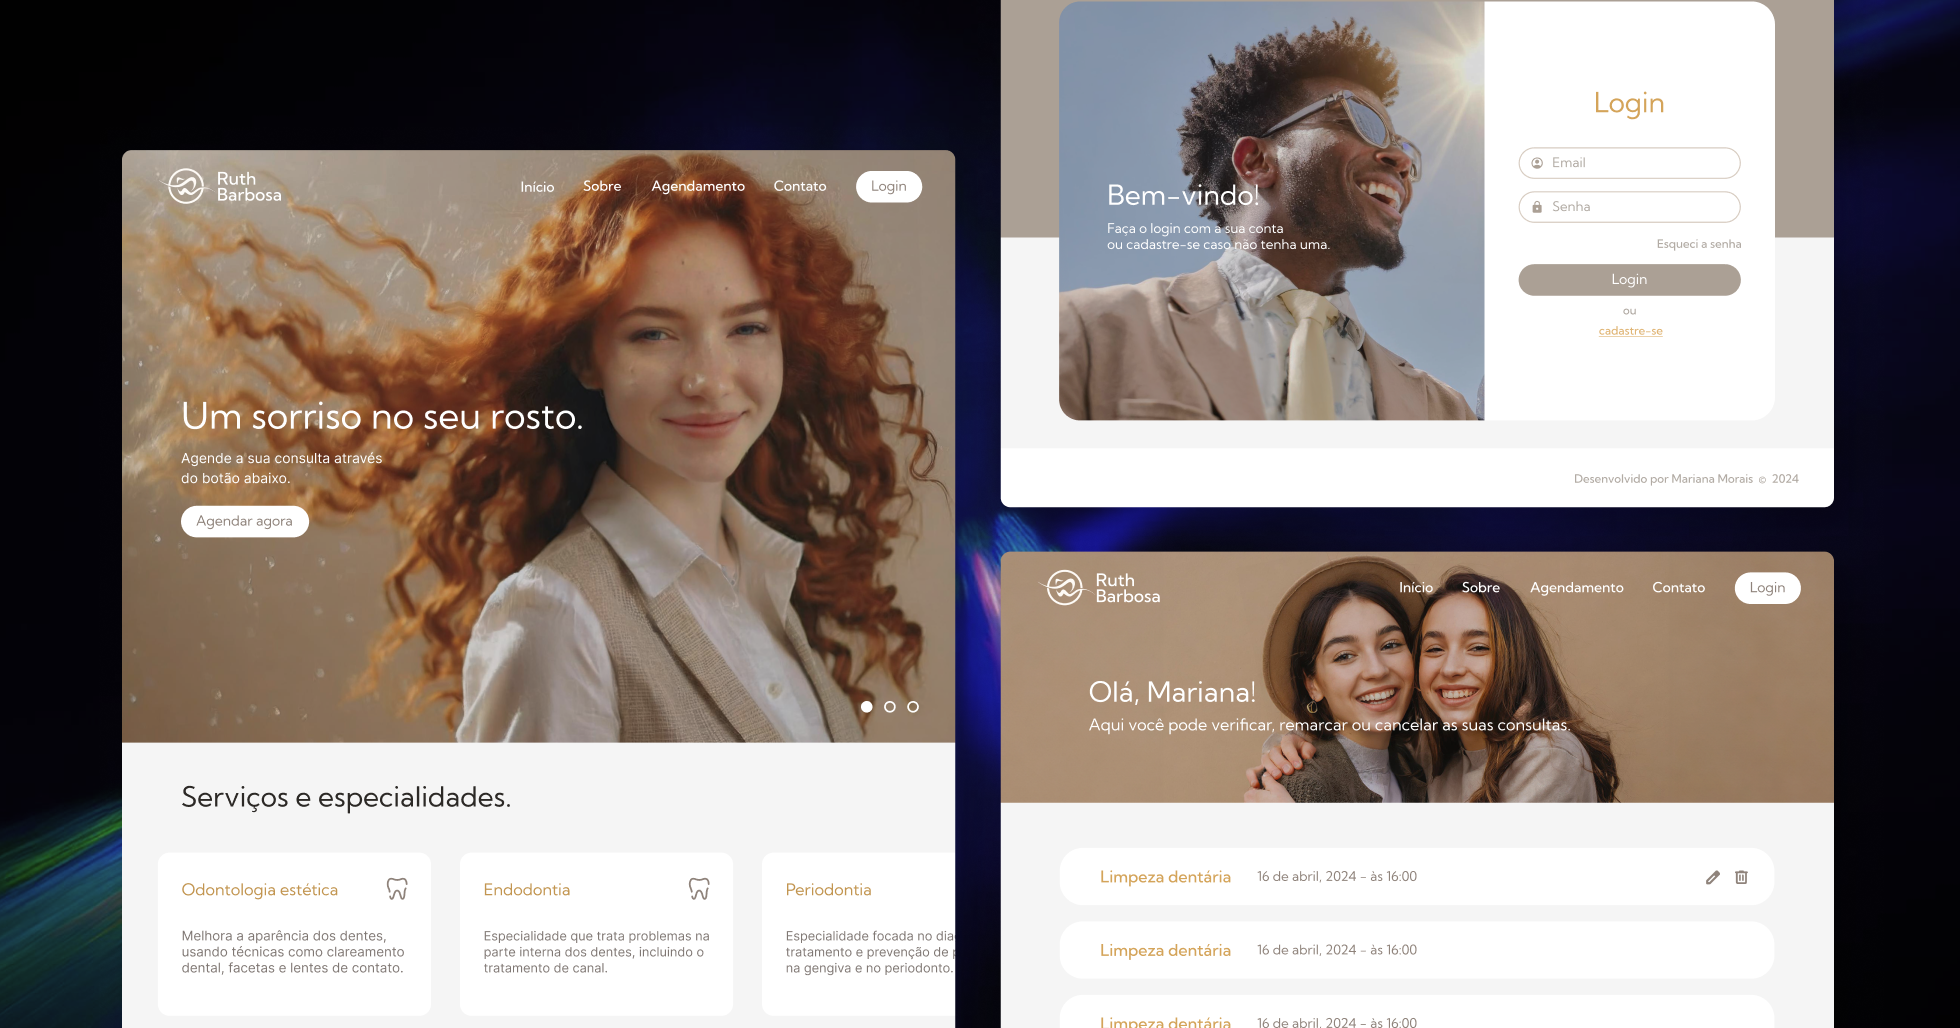 Ruth
Barbosa
Início
Sobre
Agendamento
Contato
Login
Um sorriso no seu rosto.
Agende a sua consulta através
do botão abaixo.
Agendar agora
Serviços e especialidades.
Odontologia estética
Melhora a aparência dos dentes,
usando técnicas como clareamento
dental, facetas e lentes de contato.
Endodontia
Especialidade que trata problemas na
parte interna dos dentes, incluindo o
tratamento de canal.
Periodontia
Especialidade focada no dia
tratamento e prevenção de p
na gengiva e no periodonto.
Bem-vindo!
Faça o login com a sua conta
ou cadastre-se caso não tenha uma.
Login
Email
Senha
Esqueci a senha
Login
ou
cadastre-se
Desenvolvido por Mariana Morais © 2024
Ruth
Barbosa
Início
Sobre
Agendamento
Contato
Login
Olá, Mariana!
Aqui você pode verificar, remarcar ou cancelar as suas consultas.
Limpeza dentária
16 de abril, 2024 - às 16:00
Limpeza dentária
16 de abril, 2024 - às 16:00
Limpeza dentária
16 de abril, 2024 - às 16:00